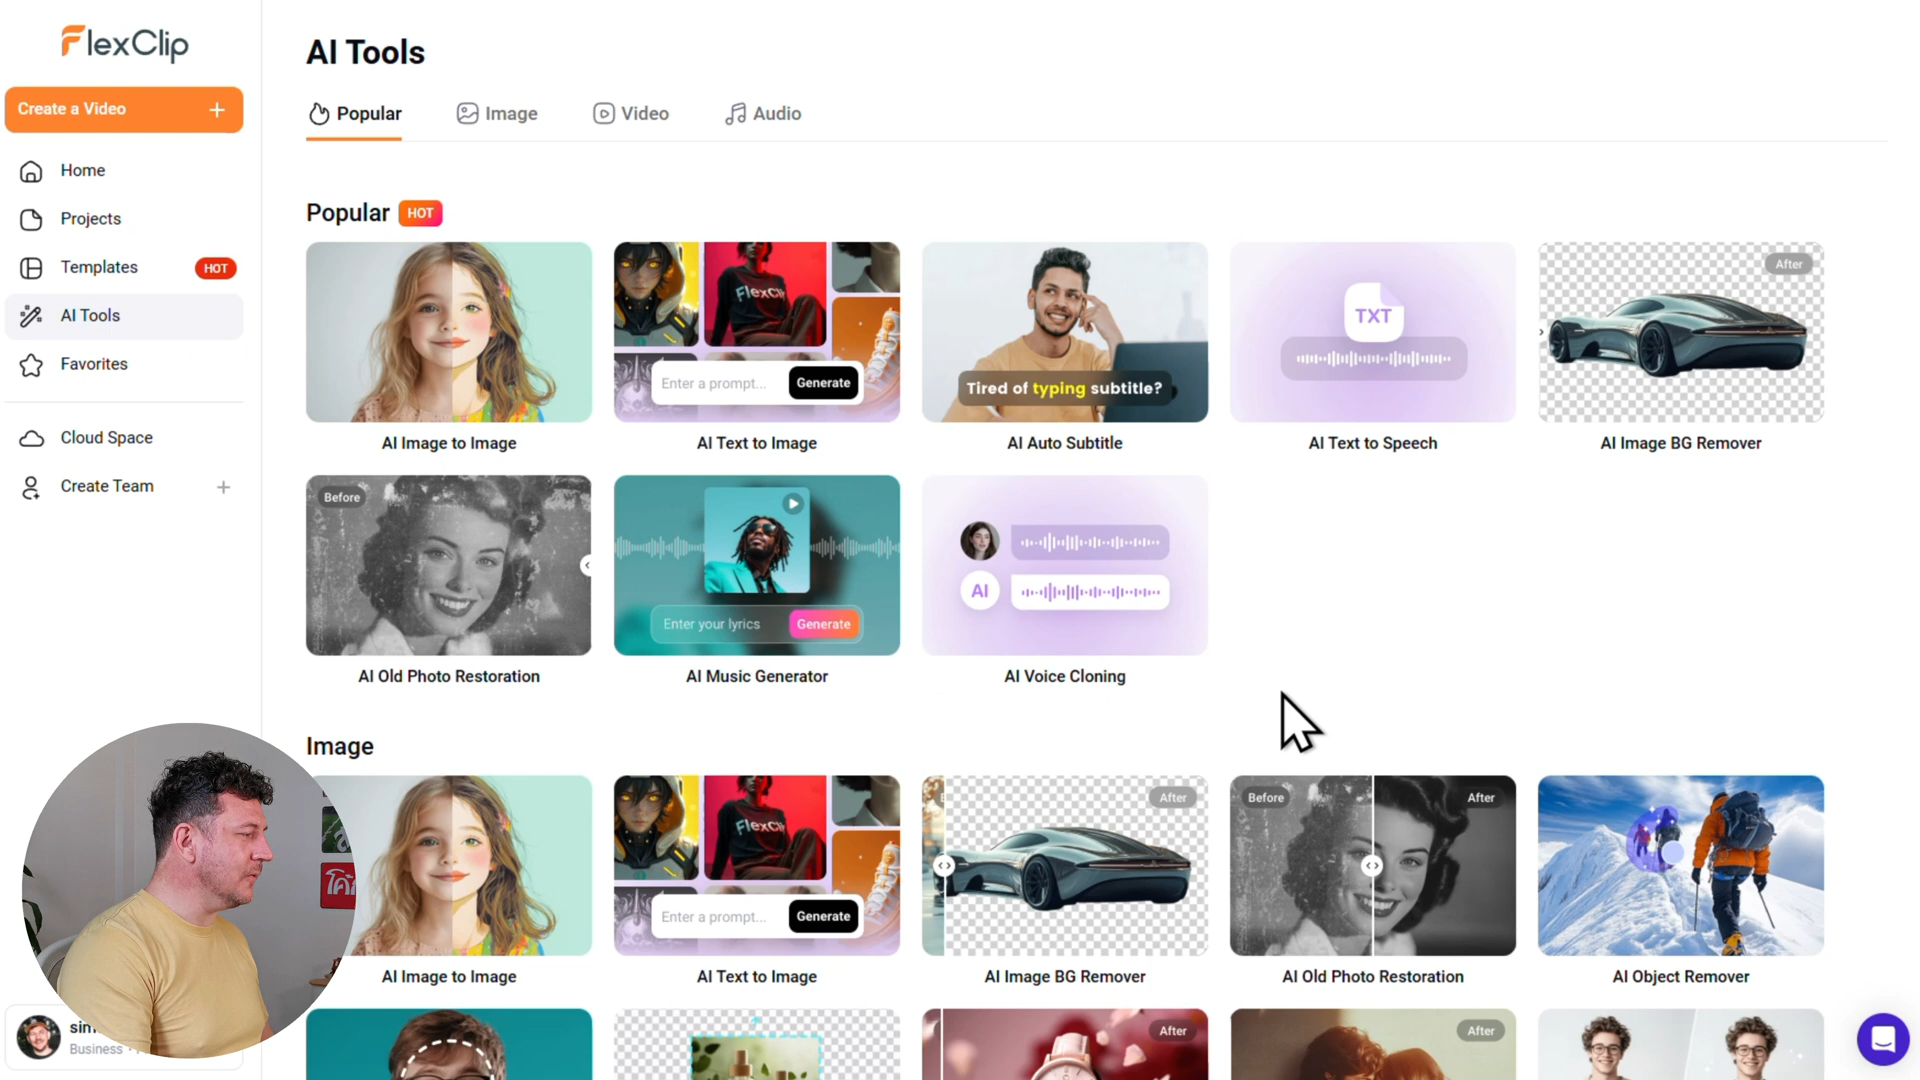 FlexClip
Create a Video
Home
Projects
Templates HOT
AI Tools
Favorites
Cloud Space
Create Team
AI Tools
Popular Image Video Audio
Popular HOT
FlexCli
Enter a prompt... Generate
Tired of typing subtitle?
TXT
After
AI Image to Image AI Text to Image AI Auto Subtitle AI Text to Speech AI Image BG Remover
Before
Enter your lyrics Generate
AI
AI Old Photo Restoration AI Music Generator AI Voice Cloning
Image
FlexCli
Enter a prompt... Generate
After
Before After
โค้
AI Image to Image AI Text to Image AI Image BG Remover AI Old Photo Restoration AI Object Remover
After
After
sim
Business